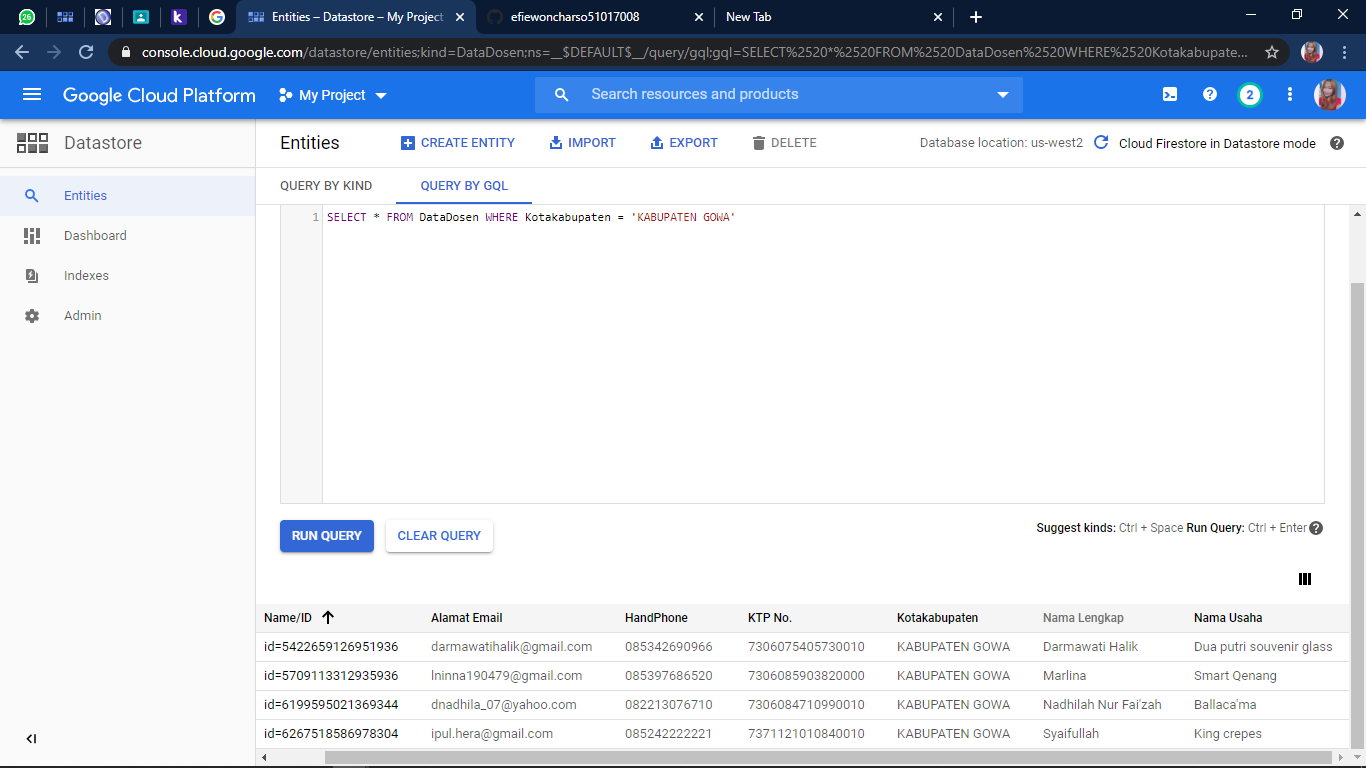 26
Entities – Datastore – My Project
efiewoncharso51017008
New Tab
console.cloud.google.com/datastore/entities;kind=DataDosen;ns=__$DEFAULT$__/query/gql;gql=SELECT%2520*%2520FROM%2520DataDosen%2520WHERE%2520Kotakabupate...
Google Cloud Platform
My Project
Search resources and products
2
Datastore
Entities
CREATE ENTITY
IMPORT
EXPORT
DELETE
Database location: us-west2
Cloud Firestore in Datastore mode
Entities
Dashboard
Indexes
Admin
QUERY BY KIND
QUERY BY GQL
1 SELECT * FROM DataDosen WHERE Kotakabupaten = 'KABUPATEN GOWA'
RUN QUERY
CLEAR QUERY
Suggest kinds: Ctrl + Space Run Query: Ctrl + Enter
Name/ID Alamat Email HandPhone KTP No. Kotakabupaten Nama Lengkap Nama Usaha
id=5422659126951936 darmawatihalik@gmail.com 085342690966 7306075405730010 KABUPATEN GOWA Darmawati Halik Dua putri souvenir glass
id=5709113312935936 lninna190479@gmail.com 085397686520 7306085903820000 KABUPATEN GOWA Marlina Smart Qenang
id=6199595021369344 dnadhila_07@yahoo.com 082213076710 7306084710990010 KABUPATEN GOWA Nadhilah Nur Fai'zah Ballaca'ma
id=6267518586978304 ipul.hera@gmail.com 085242222221 7371121010840010 KABUPATEN GOWA Syaifullah King crepes